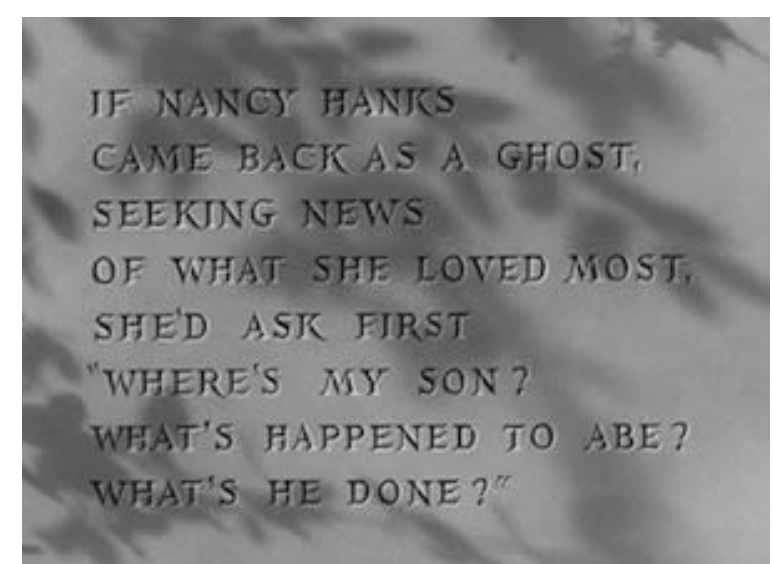 IF NANCY HANKS
CAME BACK AS A GHOST,
SEEKING NEWS
OF WHAT SHE LOVED MOST,
SHE'D ASK FIRST
"WHERE'S MY SON?
WHAT'S HAPPENED TO ABE?
WHAT'S HE DONE?"